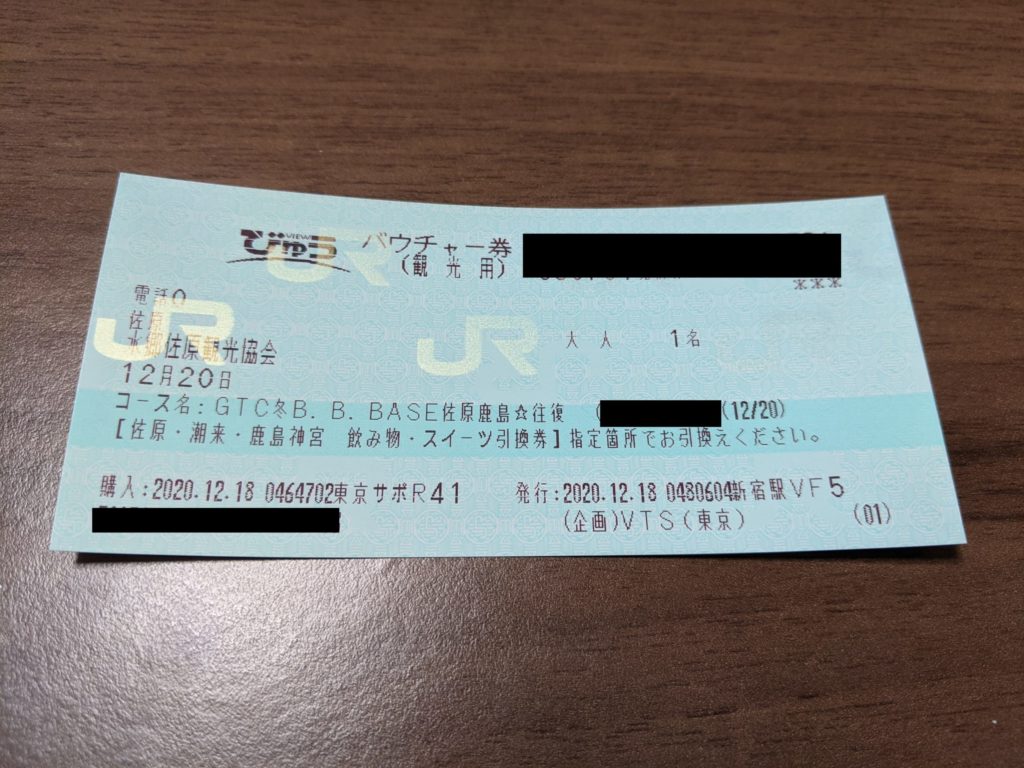 びゅう VIEW バウチャー券
(観光用)
***
電話0
佐原
水郷佐原観光協会
大人 1名
12月20日
コース名:GTC冬B.B.BASE佐原鹿島☆往復 (
(12/20)
【佐原・潮来・鹿島神宮 飲み物・スイーツ引換券】指定箇所でお引換えください。
購入:2020.12.18 0464702東京サポR41
発行:2020.12.18 0480604新宿駅VF5
(企画)VTS(東京)
(01)
JR
JR
JR